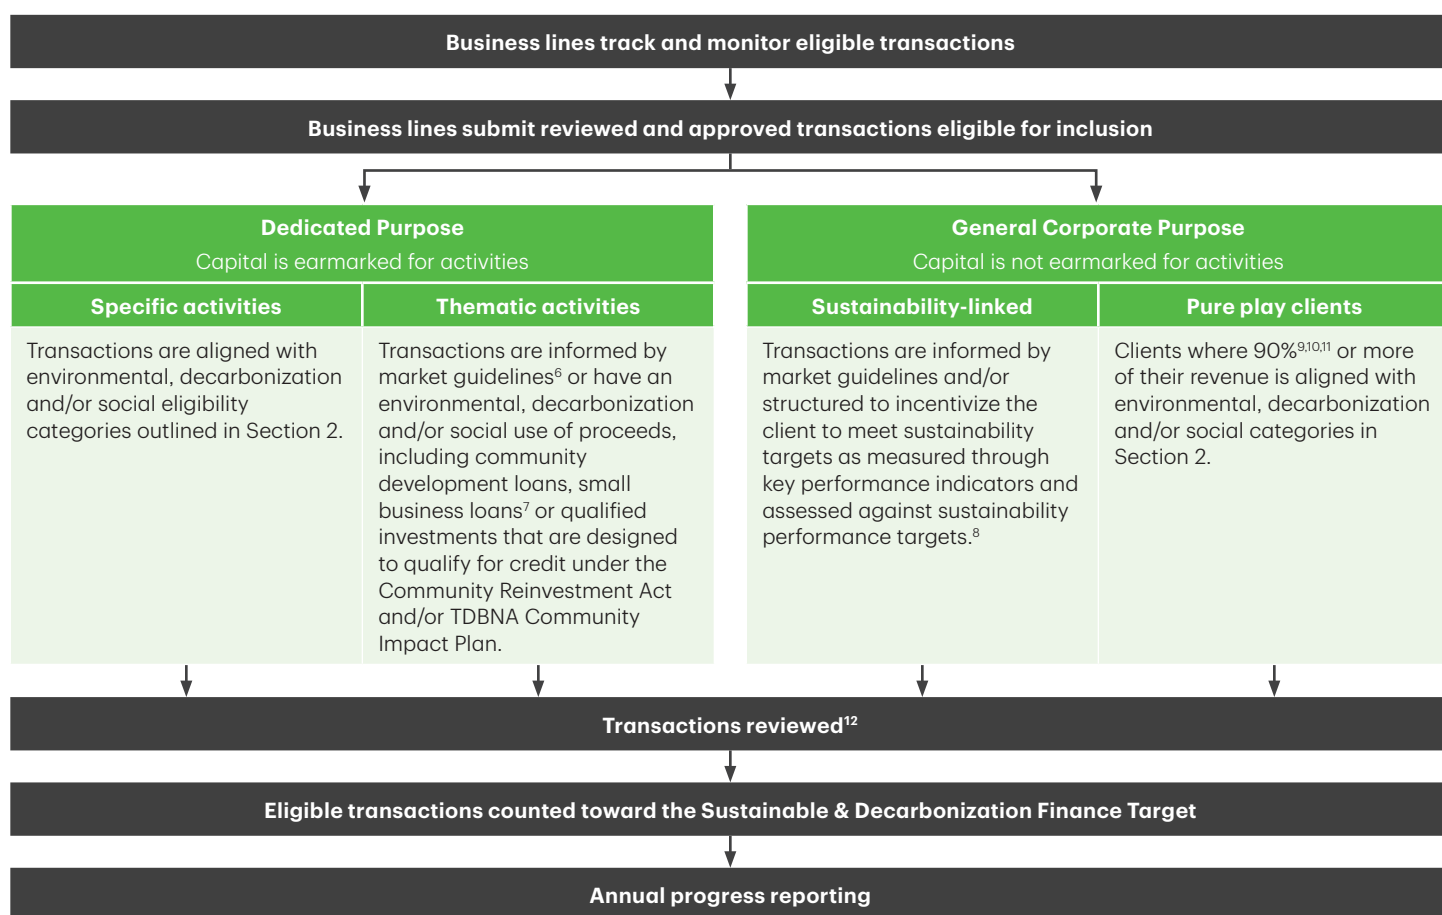 Business lines track and monitor eligible transactions
Business lines submit reviewed and approved transactions eligible for inclusion
Dedicated Purpose
Capital is earmarked for activities
Specific activities
Transactions are aligned with
environmental, decarbonization
and/or social eligibility
categories outlined in Section 2.
Thematic activities
Transactions are informed by
market guidelines⁶ or have an
environmental, decarbonization
and/or social use of proceeds,
including community
development loans, small
business loans⁷ or qualified
investments that are designed
to qualify for credit under the
Community Reinvestment Act
and/or TDBNA Community
Impact Plan.
General Corporate Purpose
Capital is not earmarked for activities
Sustainability-linked
Transactions are informed by
market guidelines and/or
structured to incentivize the
client to meet sustainability
targets as measured through
key performance indicators and
assessed against sustainability
performance targets.⁸
Pure play clients
Clients where 90%⁹,¹⁰,¹¹ or more
of their revenue is aligned with
environmental, decarbonization
and/or social categories in
Section 2.
Transactions reviewed¹²
Eligible transactions counted toward the Sustainable & Decarbonization Finance Target
Annual progress reporting